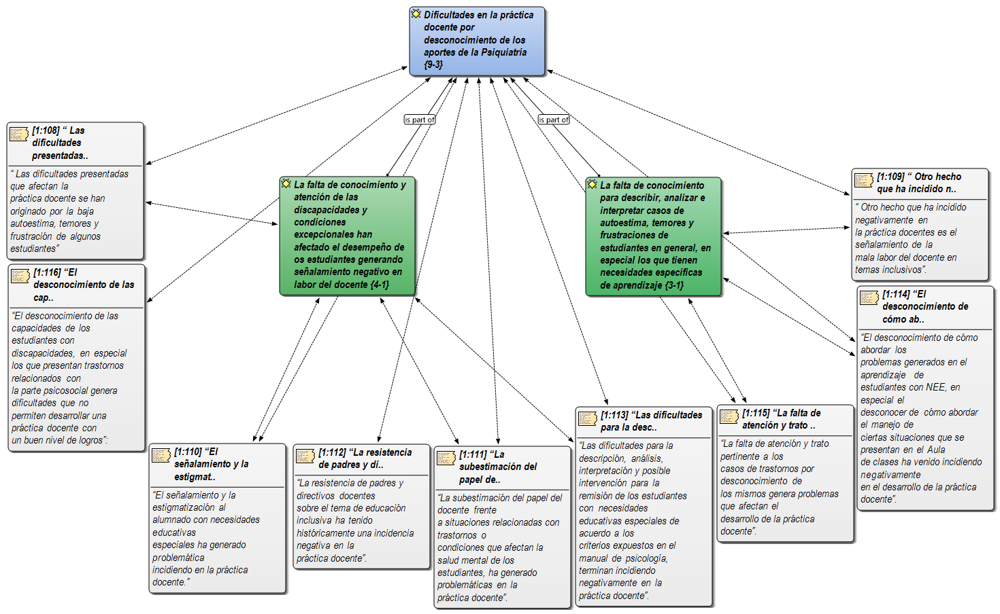 Dificultades en la práctica
docente por
desconocimiento de los
aportes de la Psiquiatría
{9-3}
is part of
is part of
[1:108] “ Las
dificultades
presentadas..
“ Las dificultades presentadas
que afectan la
práctica docente se han
originado por la baja
autoestima, temores y
frustración de algunos
estudiantes”
La falta de conocimiento y
atención de las
discapacidades y
condiciones
excepcionales han
afectado el desempeño de
os estudiantes generando
señalamiento negativo en
labor del docente {4-1}
La falta de conocimiento
para describir, analizar e
interpretar casos de
autoestima, temores y
frustraciones de
estudiantes en general, en
especial los que tienen
necesidades específicas
de aprendizaje {3-1}
[1:109] “ Otro hecho
que ha incidido n..
“ Otro hecho que ha incidido
negativamente en
la práctica docentes es el
señalamiento de la
mala labor del docente en
temas inclusivos”.
[1:116] “El
desconocimiento de las
cap..
“El desconocimiento de las
capacidades de los
estudiantes con
discapacidades, en especial
los que presentan trastornos
relacionados con
la parte psicosocial genera
dificultades que no
permiten desarrollar una
práctica docente con
un buen nivel de logros”:
[1:114] “El
desconocimiento de
cómo ab..
“El desconocimiento de cómo
abordar los
problemas generados en el
aprendizaje de
estudiantes con NEE, en
especial el
desconocer de cómo abordar
el manejo de
ciertas situaciones que se
presentan en el Aula
de clases ha venido incidiendo
negativamente
en el desarrollo de la práctica
docente”.
[1:110] “El
señalamiento y la
estigmat..
“El señalamiento y la
estigmatización al
alumnado con necesidades
educativas
especiales ha generado
problemática
incidiendo en la práctica
docente.”
[1:112] “La resistencia
de padres y di..
“La resistencia de padres y
directivos docentes
sobre el tema de educación
inclusiva ha tenido
históricamente una incidencia
negativa en la
práctica docente”.
[1:111] “La
subestimación del
papel de..
“La subestimación del papel del
docente frente
a situaciones relacionadas con
trastornos o
condiciones que afectan la
salud mental de los
estudiantes, ha generado
problemáticas en la
práctica docente”.
[1:113] “Las dificultades
para la desc..
“Las dificultades para la
descripción, análisis,
interpretación y posible
intervención para la
remisión de los estudiantes
con necesidades
educativas especiales de
acuerdo a los
criterios expuestos en el
manual de psicología,
terminan incidiendo
negativamente en la
práctica docente”.
[1:115] “La falta de
atención y trato ..
“La falta de atención y trato
pertinente a los
casos de trastornos por
desconocimiento de
los mismos genera problemas
que afectan el
desarrollo de la práctica
docente”.